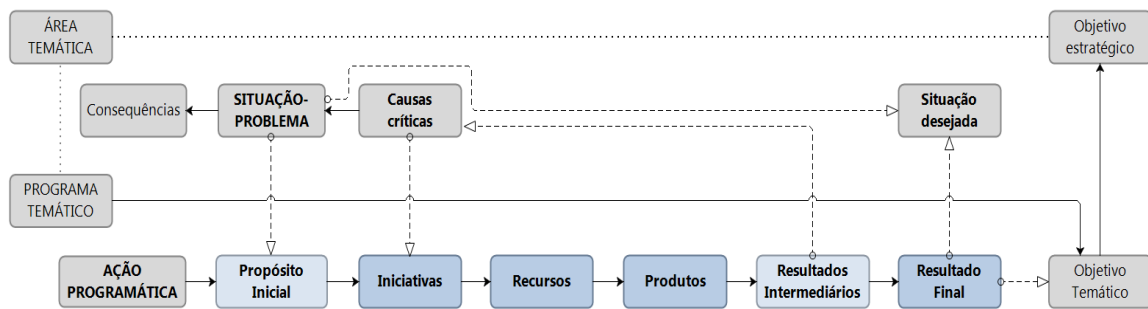 ÁREA
TEMÁTICA
Objetivo
estratégico
Consequências
SITUAÇÃO-
PROBLEMA
Causas
críticas
Situação
desejada
PROGRAMA
TEMÁTICO
AÇÃO
PROGRAMÁTICA
Propósito
Inicial
Iniciativas
Recursos
Produtos
Resultados
Intermediários
Resultado
Final
Objetivo
Temático